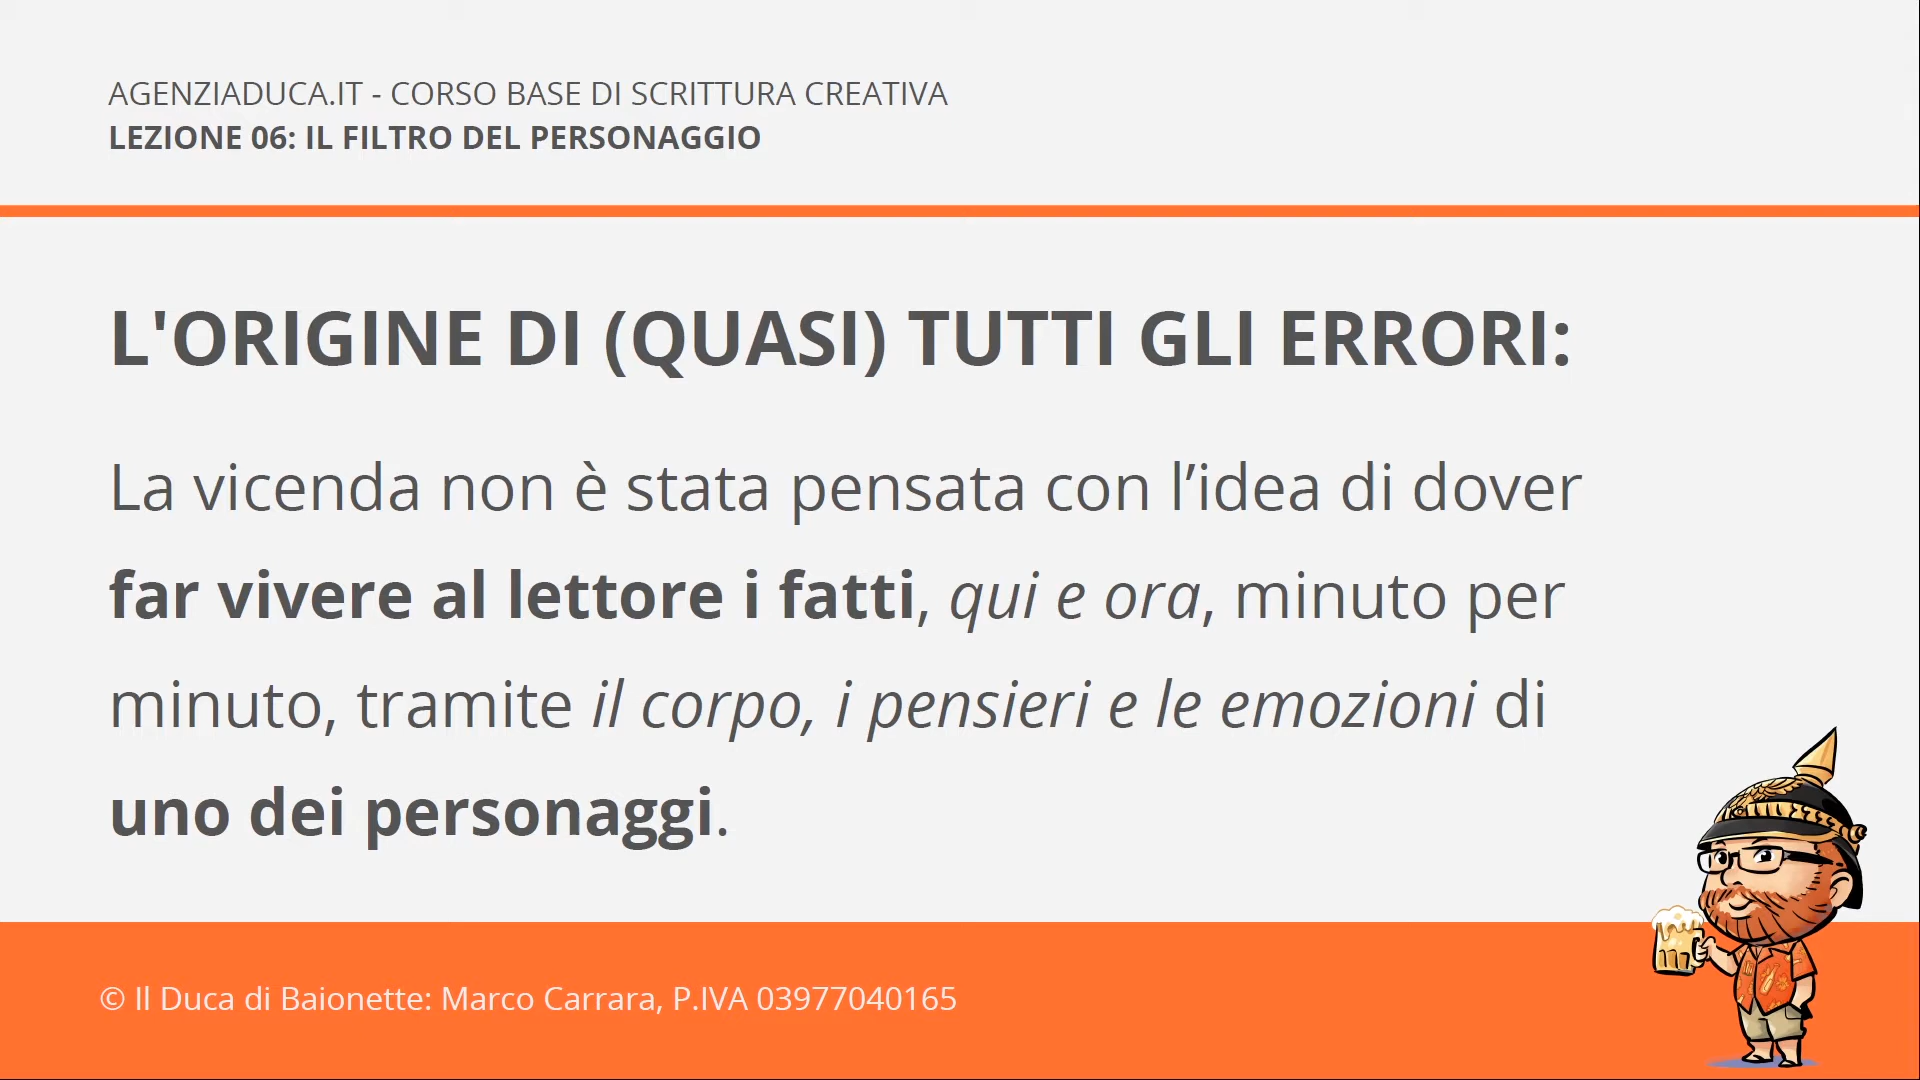 AGENZIADUCA.IT - CORSO BASE DI SCRITTURA CREATIVA
LEZIONE 06: IL FILTRO DEL PERSONAGGIO
L'ORIGINE DI (QUASI) TUTTI GLI ERRORI:
La vicenda non è stata pensata con l’idea di dover
far vivere al lettore i fatti, qui e ora, minuto per
minuto, tramite il corpo, i pensieri e le emozioni di
uno dei personaggi.
© Il Duca di Baionette: Marco Carrara, P.IVA 03977040165